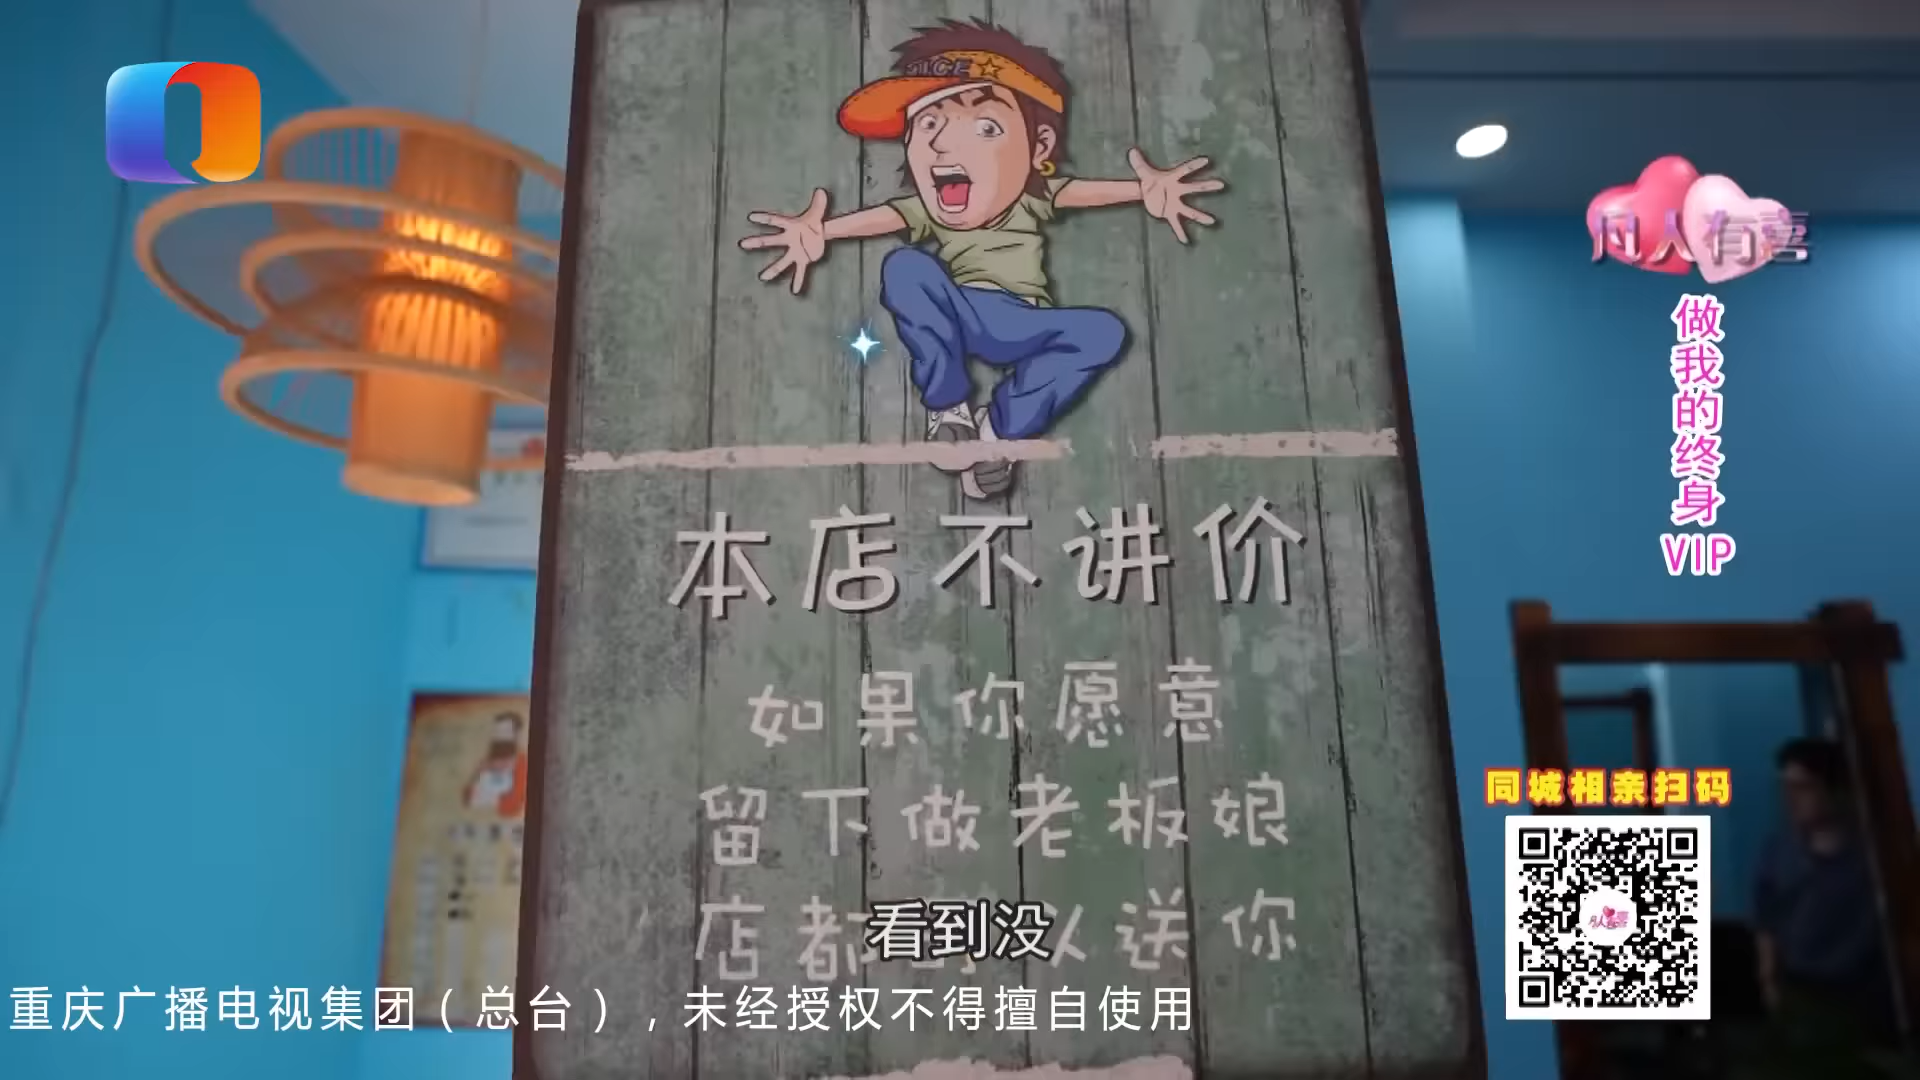 凡人有喜
做我的终身VIP
本店不讲价
如果你愿意
留下做老板娘
店都 以送你
看到没
同城相亲扫码
重庆广播电视集团（总台），未经授权不得擅自使用